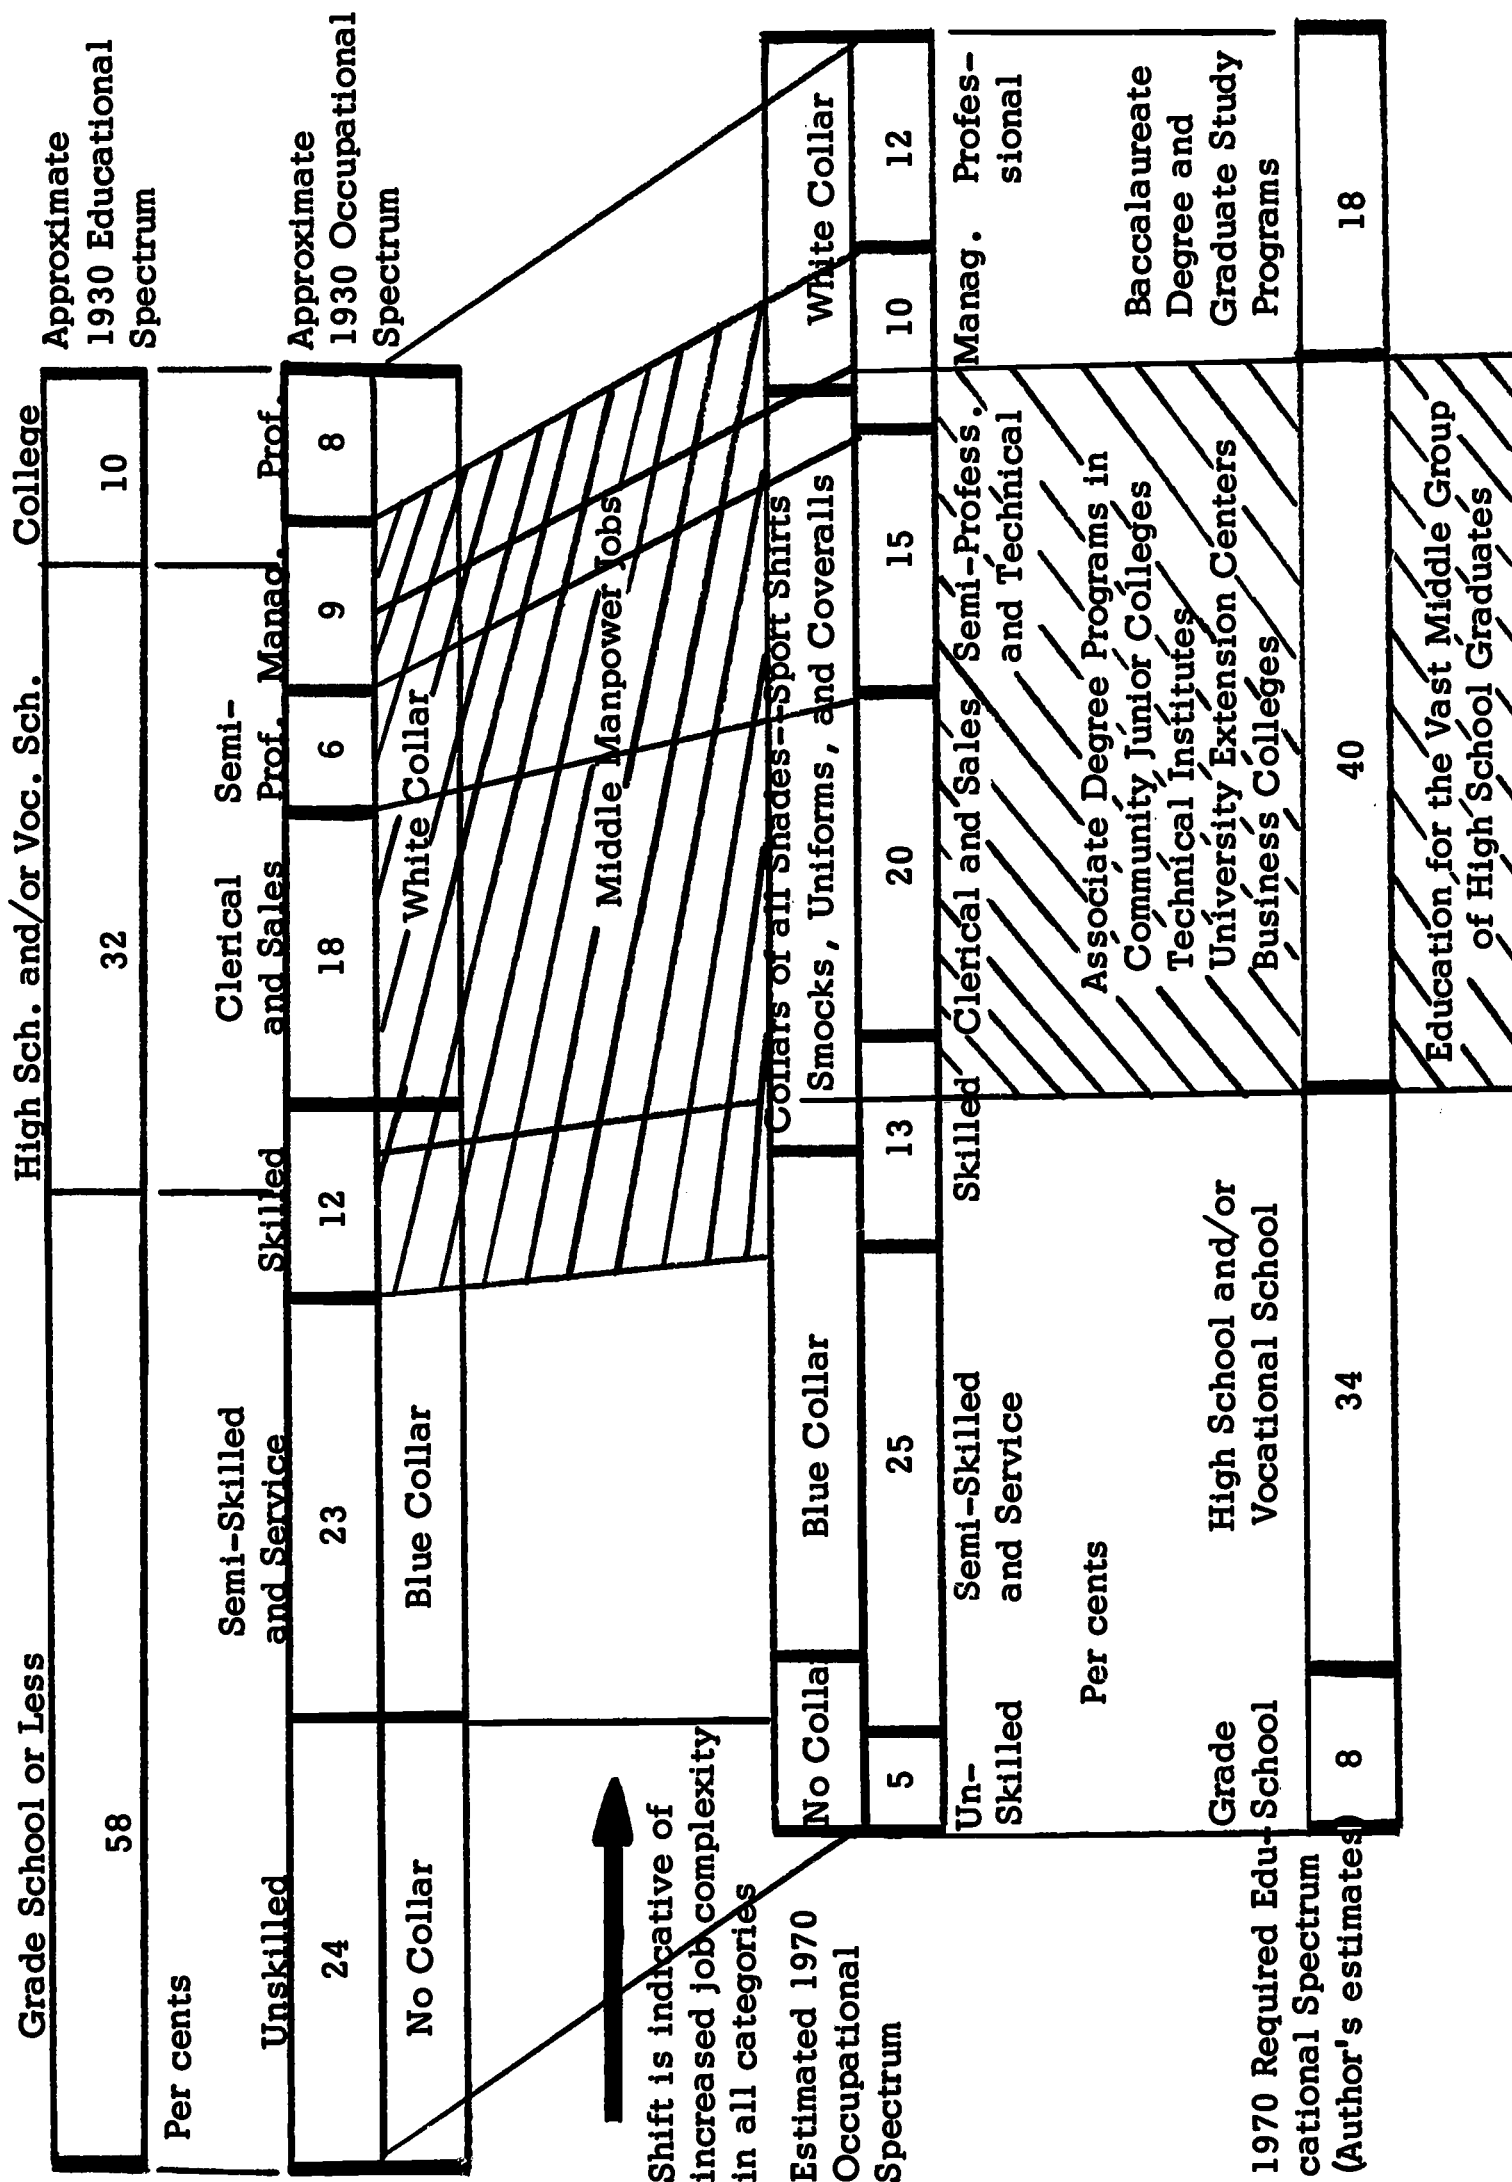 Grade School or Less
High Sch. and/or Voc. Sch.
College
58
32
10
Approximate
1930 Educational
Spectrum
Per cents
Unskilled
Semi-Skilled
and Service
Skilled
Clerical
and Sales
Semi-
Prof.
Manag.
Prof.
24
23
12
18
6
9
8
Approximate
1930 Occupational
Spectrum
No Collar
Blue Collar
White Collar
Middle Manpower Jobs
Shift is indicative of
increased job complexity
in all categories
Estimated 1970
Occupational
Spectrum
No Collar
Blue Collar
Collars of all Shades--Sport Shirts
Smocks, Uniforms, and Coveralls
White Collar
5
25
13
20
15
10
12
Un-
Skilled
Semi-Skilled
and Service
Skilled
Clerical and Sales
Semi-Profess.
and Technical
Manag.
Profes-
sional
Per cents
Grade
School
High School and/or
Vocational School
Associate Degree Programs in
Community Junior Colleges
Technical Institutes
University Extension Centers
Business Colleges
Baccalaureate
Degree and
Graduate Study
Programs
1970 Required Edu-
cational Spectrum
(Author's estimates)
8
34
40
18
Education for the Vast Middle Group
of High School Graduates